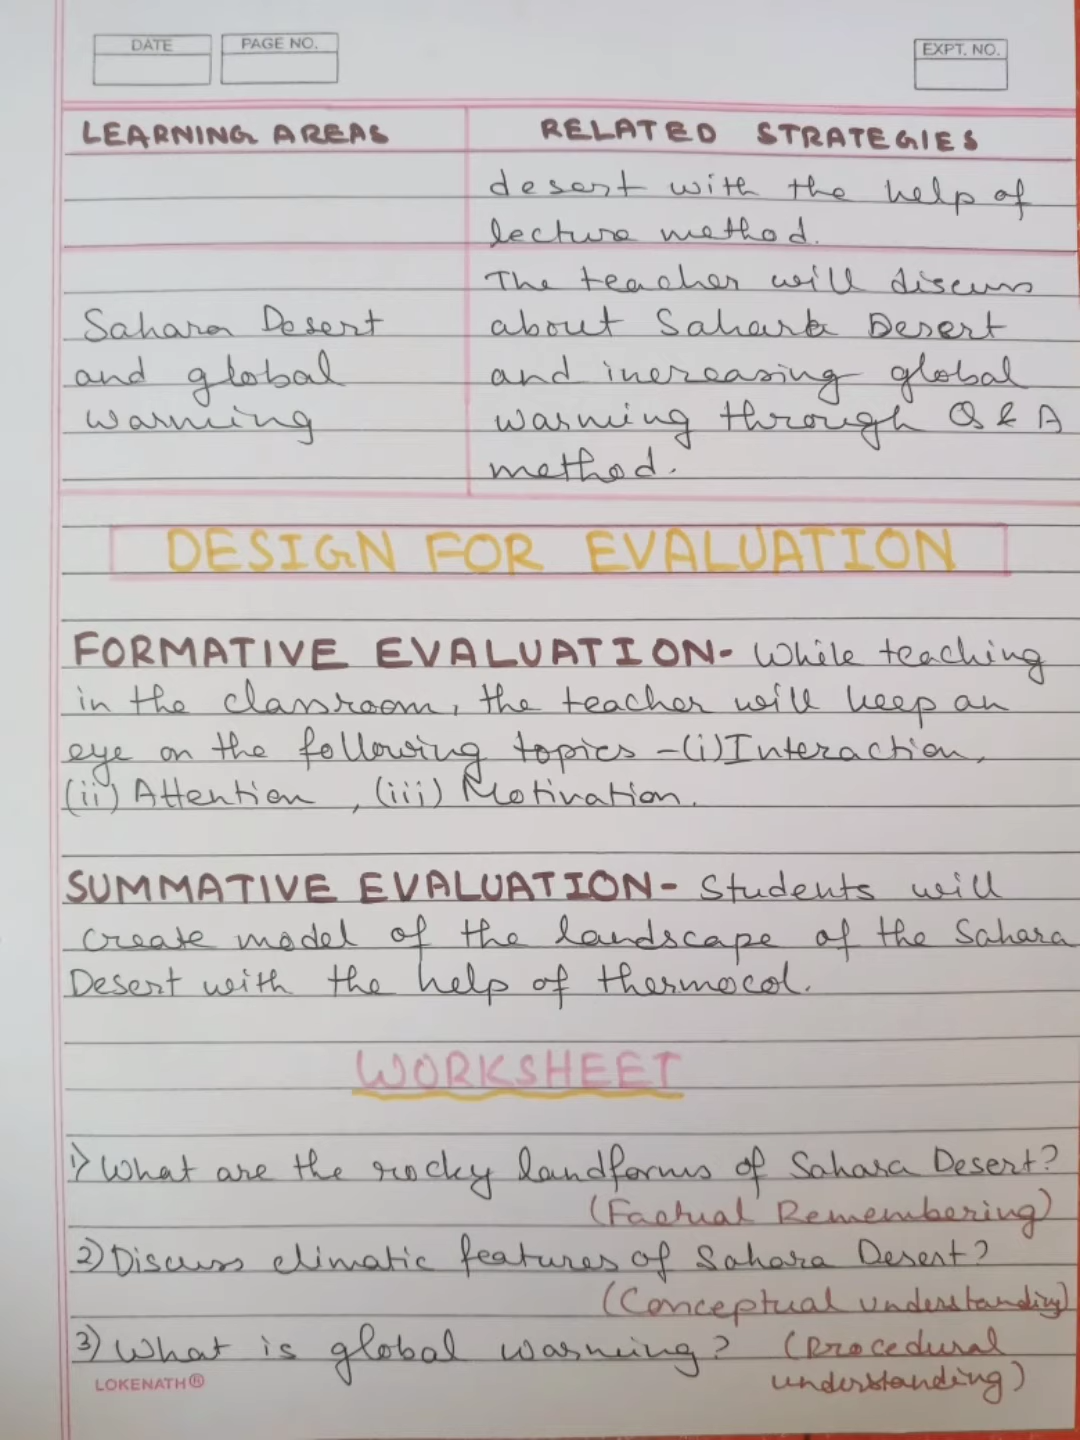 DATE
PAGE NO.
EXPT. NO.
LEARNING AREAS
RELATED STRATEGIES
desert with the help of
lecture method.
Sahara Desert
and global
warming
The teacher will discuss
about Sahara Desert
and increasing global
warming through Q & A
method.
DESIGN FOR EVALUATION
FORMATIVE EVALUATION- While teaching
in the classroom, the teacher will keep an
eye on the following topics -(i) Interaction,
(ii) Attention, (iii) Motivation.
SUMMATIVE EVALUATION- Students will
create model of the landscape of the Sahara
Desert with the help of thermocol.
WORKSHEET
1) What are the rocky landforms of Sahara Desert?
(Factual Remembering)
2) Discuss climatic features of Sahara Desert?
(Conceptual understanding)
3) What is global warming? (Procedural
understanding)
LOKENATH®